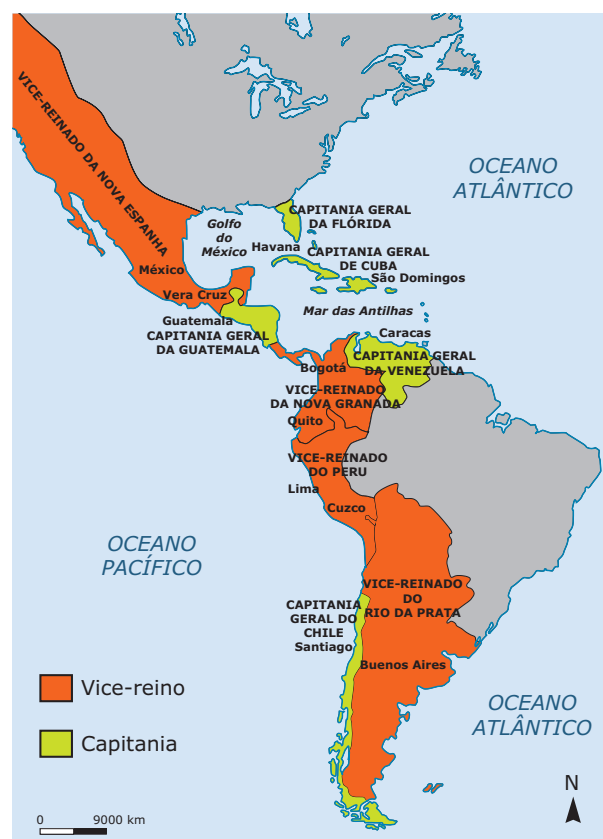 VICE-REINADO DA NOVA ESPANHA
OCEANO
ATLÂNTICO
CAPITANIA GERAL
DA FLÓRIDA
Golfo
do
México
Havana
CAPITANIA GERAL
DE CUBA
São Domingos
México
Vera Cruz
Mar das Antilhas
Guatemala
CAPITANIA GERAL
DA GUATEMALA
Caracas
CAPITANIA GERAL
DA VENEZUELA
Bogotá
VICE-REINADO
DA NOVA GRANADA
Quito
VICE-REINADO
DO PERU
Lima
Cuzco
OCEANO
PACÍFICO
VICE-REINADO
DO
RIO DA PRATA
CAPITANIA
GERAL DO
CHILE
Santiago
Buenos Aires
Vice-reino
Capitania
OCEANO
ATLÂNTICO
N
0 9000 km